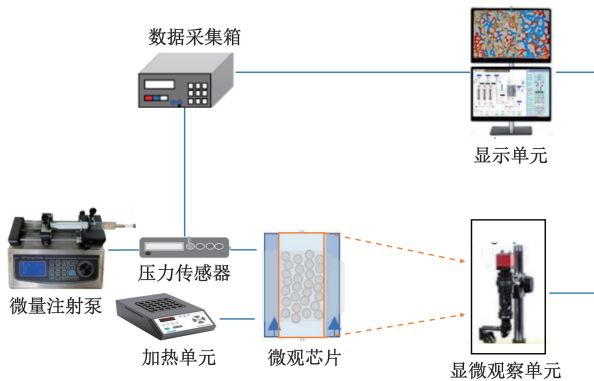 数据采集箱
显示单元
微量注射泵
压力传感器
加热单元
微观芯片
显微观察单元